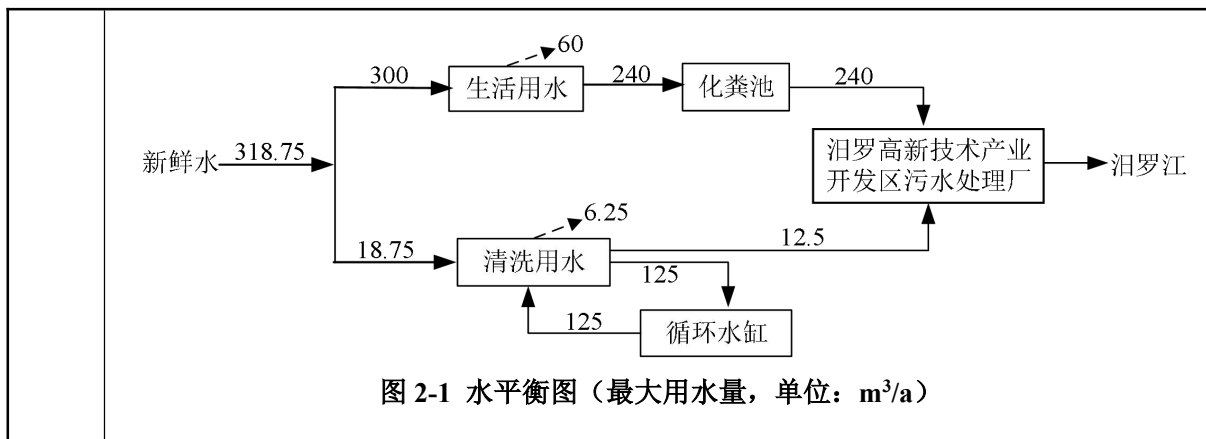 60
300
生活用水
240
化粪池
240
新鲜水
318.75
汨罗高新技术产业
开发区污水处理厂
汨罗江
6.25
18.75
清洗用水
12.5
125
125
循环水缸
图 2-1 水平衡图（最大用水量，单位：m³/a）